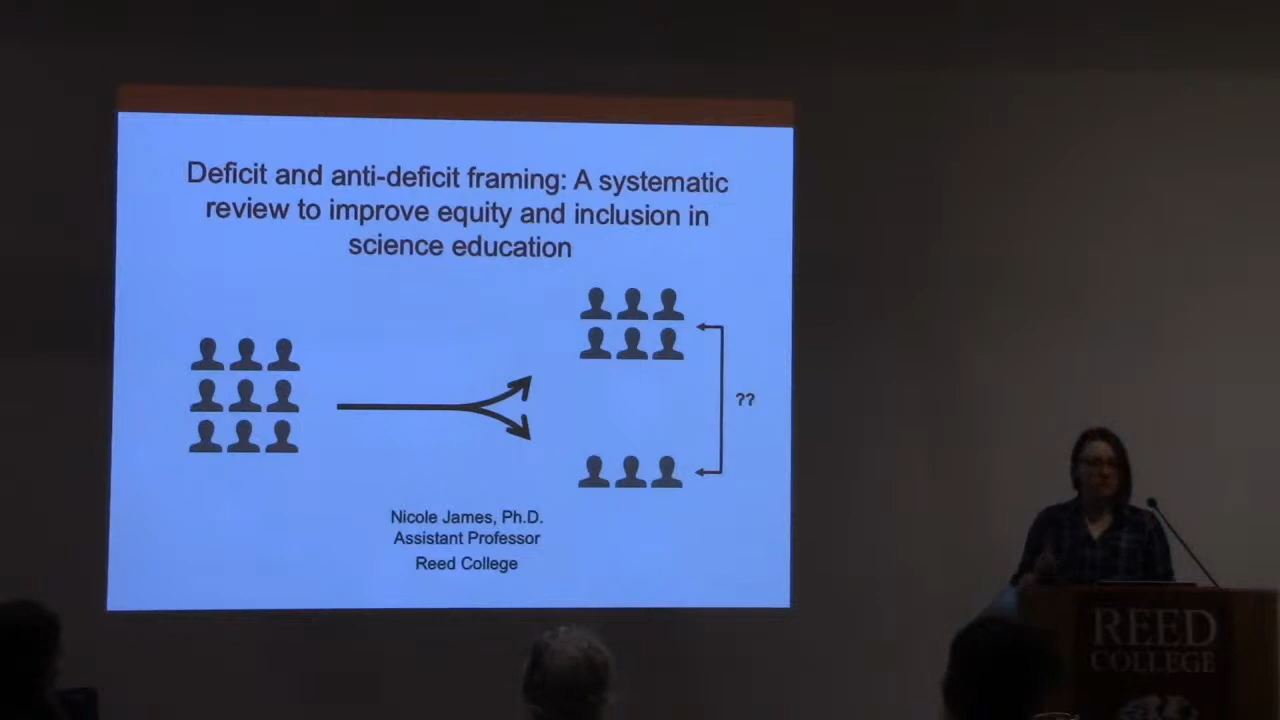 Deficit and anti-deficit framing: A systematic
review to improve equity and inclusion in
science education
??
Nicole James, Ph.D.
Assistant Professor
Reed College
REED
COLLEGE